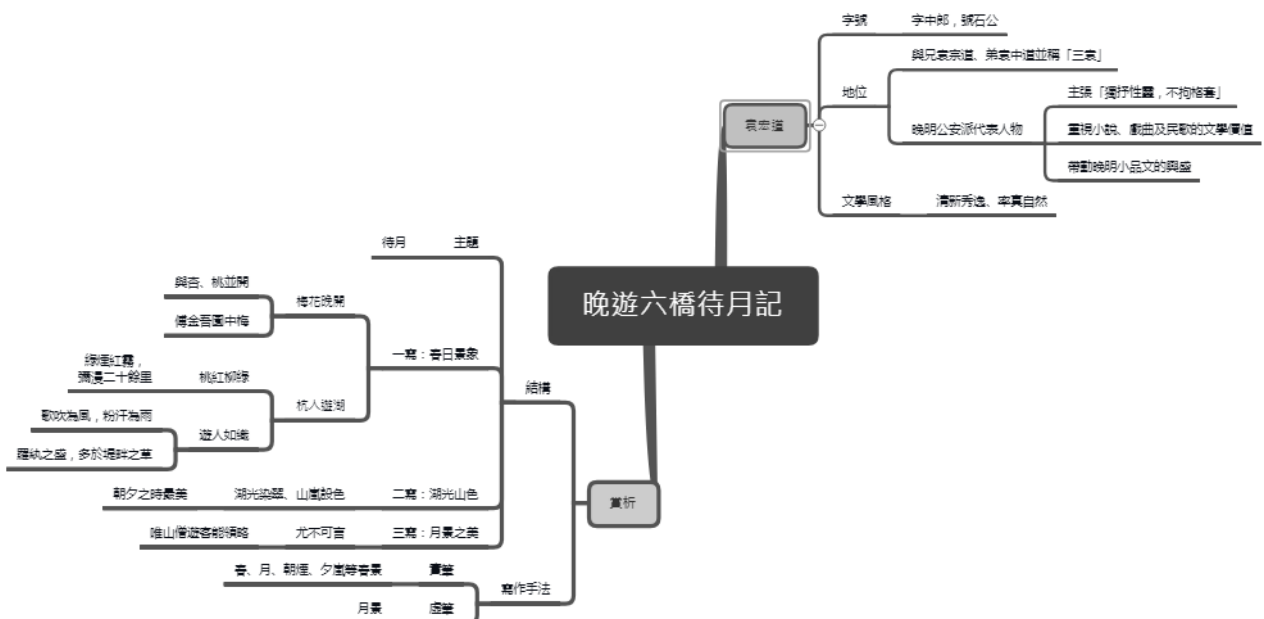 晚遊六橋待月記
袁宏道
字號
字中郎，號石公
地位
與兄袁宗道、弟袁中道並稱「三袁」
晚明公安派代表人物
主張「獨抒性靈，不拘格套」
重視小說、戲曲及民歌的文學價值
帶動晚明小品文的興盛
文學風格
清新秀逸、率真自然
賞析
結構
主題
待月
一寫：春日景象
梅花晚開
與杏、桃並開
傅金吾園中梅
杭人遊湖
桃紅柳綠
綠煙紅霧，
瀰漫二十餘里
遊人如織
歌吹為風，粉汗為雨
羅紈之盛，多於堤畔之草
二寫：湖光山色
湖光染翠、山嵐設色
朝夕之時最美
三寫：月景之美
尤不可言
唯山僧遊客能領略
寫作手法
實筆
春、月、朝煙、夕嵐等春景
虛筆
月景